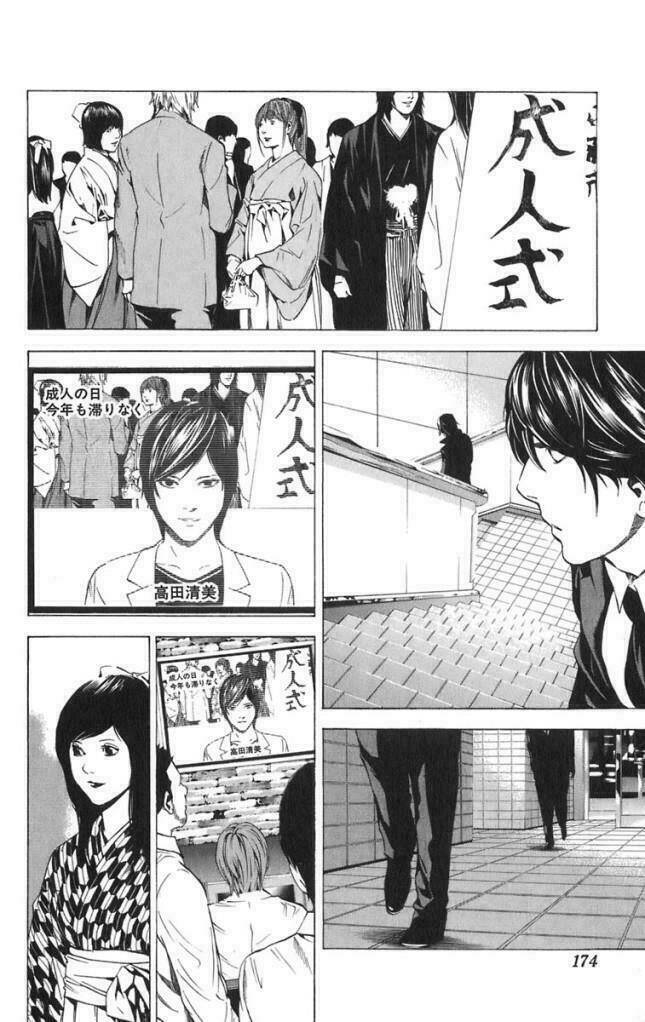 成人式
成人の日
今年も滞りなく
成人式
高田清美
成人の日
今年も滞りなく
成人式
高田清美
174